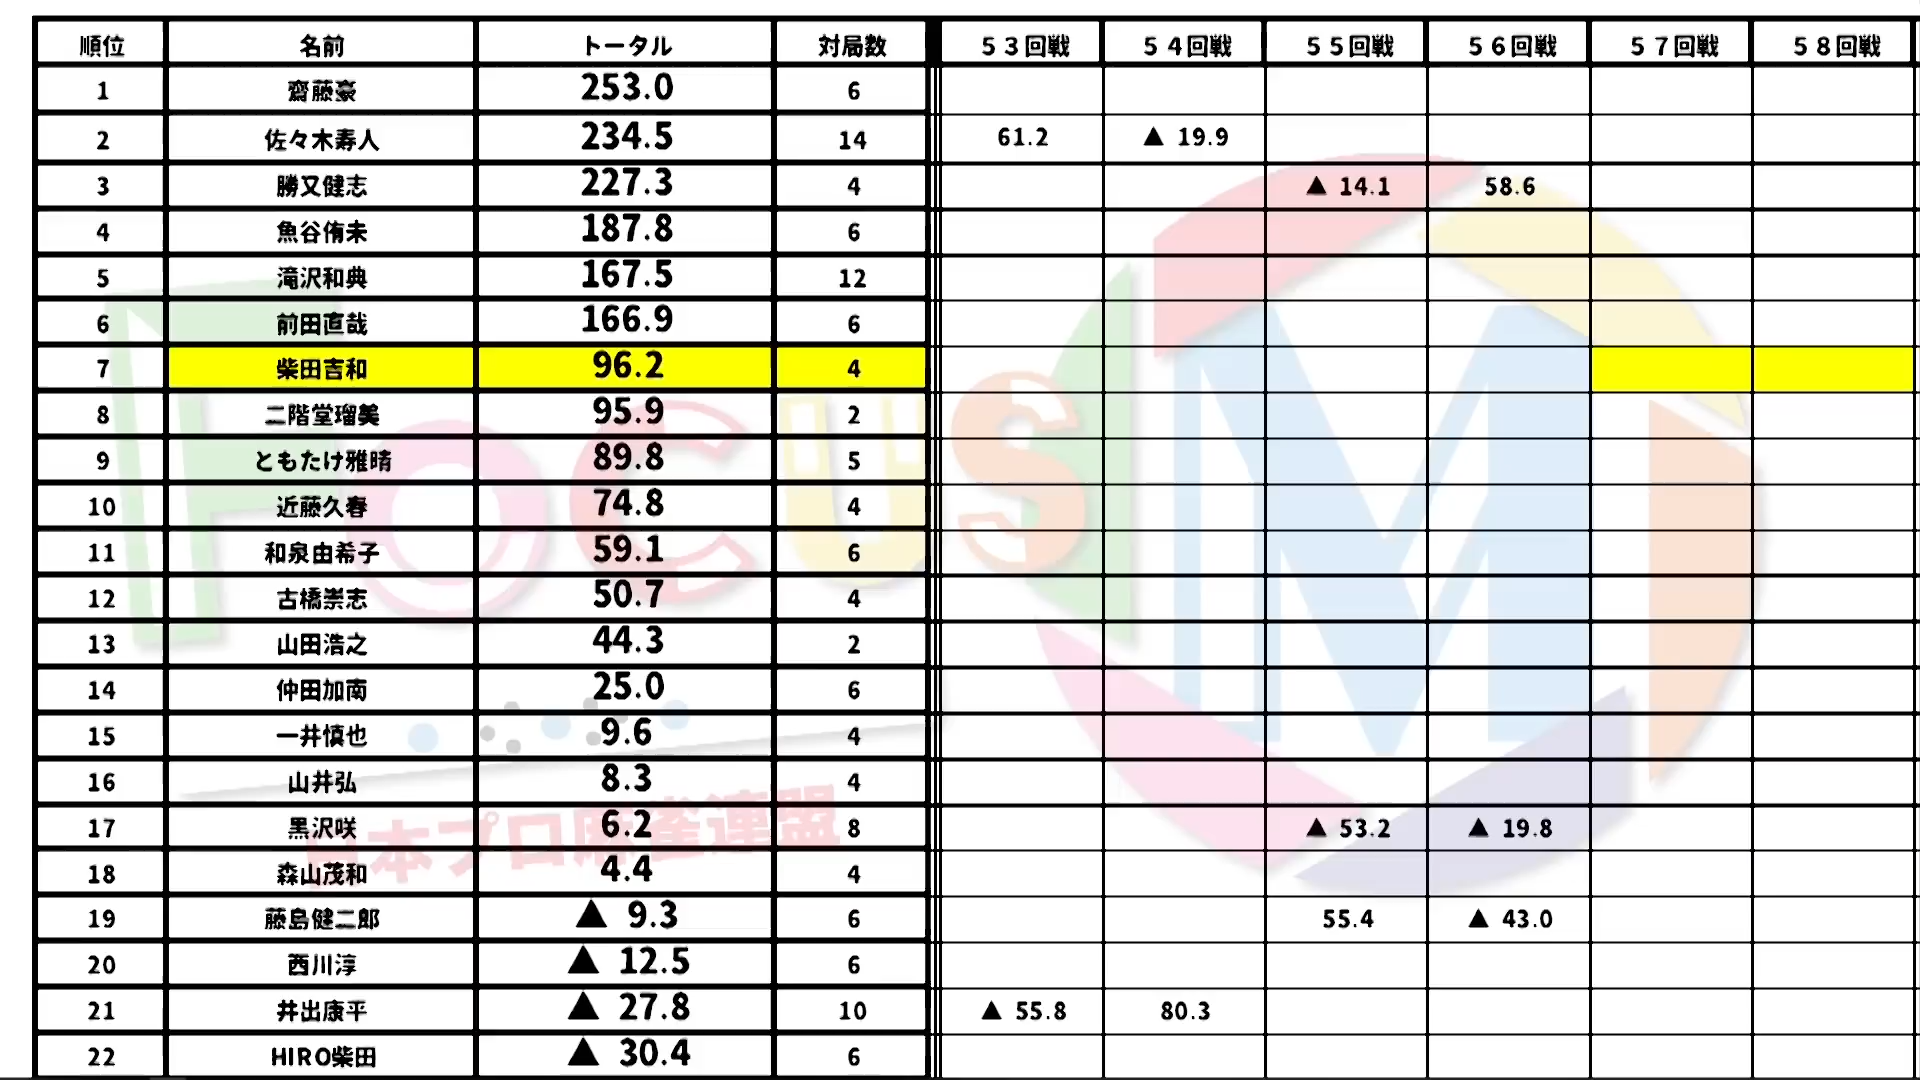 順位 名前 トータル 対局数 ５３回戦 ５４回戦 ５５回戦 ５６回戦 ５７回戦 ５８回戦
1 齋藤豪 253.0 6
2 佐々木寿人 234.5 14 61.2 ▲ 19.9
3 勝又健志 227.3 4 ▲ 14.1 58.6
4 魚谷侑未 187.8 6
5 滝沢和典 167.5 12
6 前田直哉 166.9 6
7 柴田吉和 96.2 4
8 二階堂瑠美 95.9 2
9 ともたけ雅晴 89.8 5
10 近藤久春 74.8 4
11 和泉由希子 59.1 6
12 古橋崇志 50.7 4
13 山田浩之 44.3 2
14 仲田加南 25.0 6
15 一井慎也 9.6 4
16 山井弘 8.3 4
17 黒沢咲 6.2 8 ▲ 53.2 ▲ 19.8
18 森山茂和 4.4 4
19 藤島健二郎 ▲ 9.3 6 55.4 ▲ 43.0
20 西川淳 ▲ 12.5 6
21 井出康平 ▲ 27.8 10 ▲ 55.8 80.3
22 HIRO柴田 ▲ 30.4 6
FOCUS M
日本プロ麻雀連盟